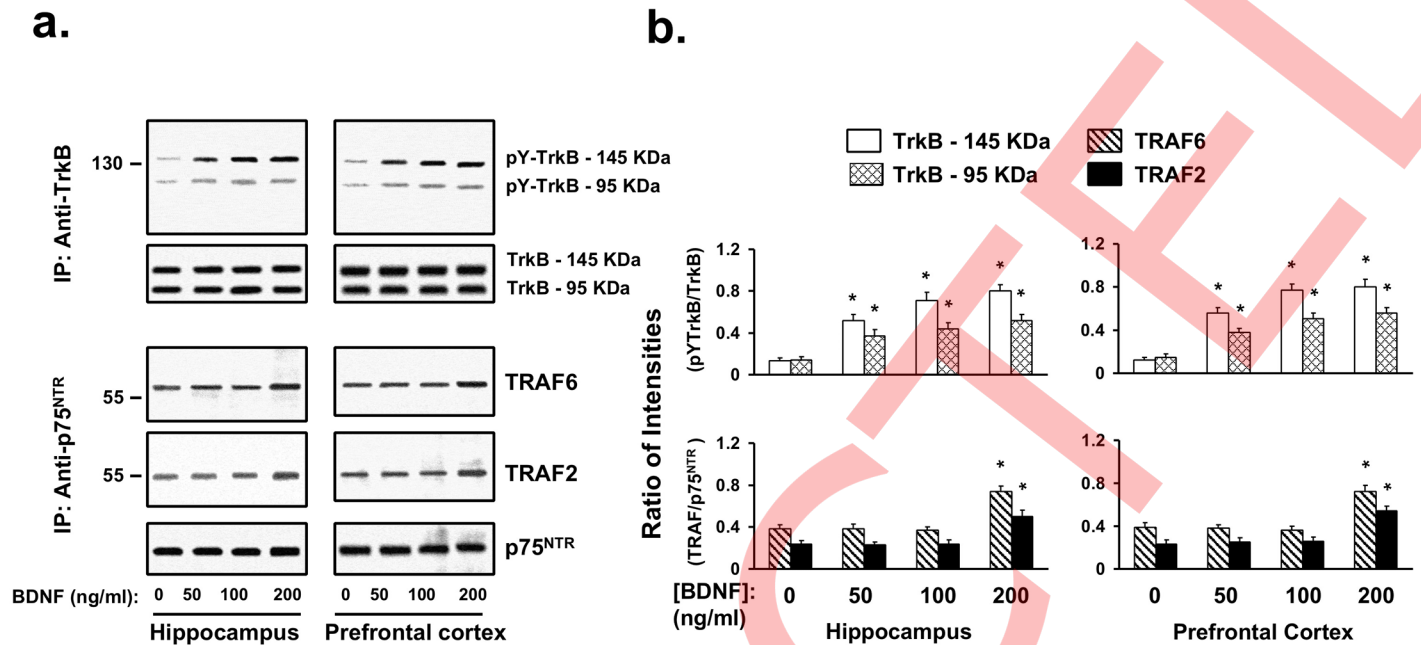 a.
130
IP: Anti-TrkB
pY-TrkB - 145 KDa
pY-TrkB - 95 KDa
TrkB - 145 KDa
TrkB - 95 KDa
IP: Anti-p75NTR
55
TRAF6
55
TRAF2
p75NTR
BDNF (ng/ml): 0 50 100 200 0 50 100 200
Hippocampus Prefrontal cortex
b.
TrkB - 145 KDa TRAF6
TrkB - 95 KDa TRAF2
Ratio of Intensities
(pYTrkB/TrkB)
1.2
0.8
0.4
0
* * * * * *
1.2
0.8
0.4
0
* * * * * *
(TRAF/p75NTR )
1.2
0.8
0.4
0
* *
1.2
0.8
0.4
0
* *
[BDNF]: 0 50 100 200 0 50 100 200
(ng/ml)
Hippocampus Prefrontal Cortex